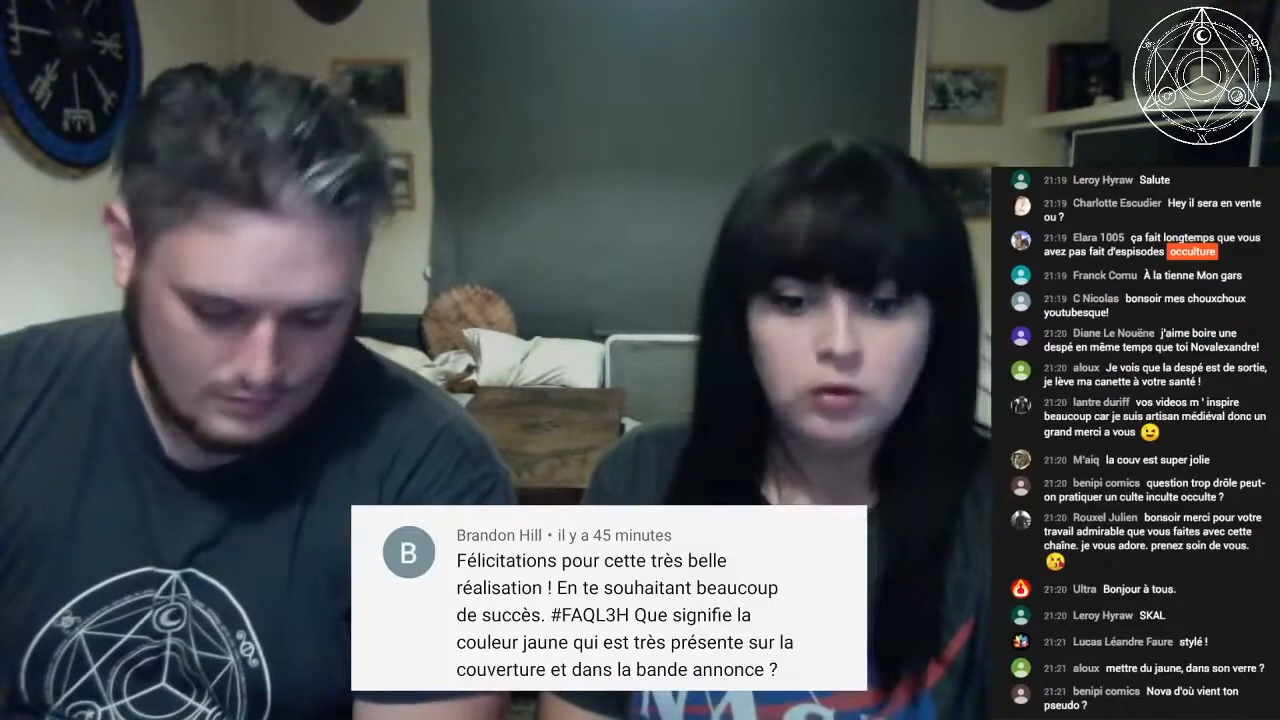 21:19 Leroy Hyraw Salute
21:19 Charlotte Escudier Hey il sera en vente
ou ?
21:19 Elara 1005 ça fait longtemps que vous
avez pas fait d'espisodes occulture
21:19 Franck Cornu À la tienne Mon gars
21:19 C Nicolas bonsoir mes chouxchoux
youtubesque!
21:20 Diane Le Nouëne j'aime boire une
despé en même temps que toi Novalexandre!
21:20 aloux Je vois que la despé est de sortie,
je lève ma canette à votre santé !
21:20 lantre duriff vos videos m ' inspire
beaucoup car je suis artisan médiéval donc un
grand merci a vous 😉
21:20 M'aiq la couv est super jolie
21:20 benipi comics question trop drôle peut-
on pratiquer un culte inculte occulte ?
21:20 Rouxel Julien bonsoir merci pour votre
travail admirable que vous faites avec cette
chaîne. je vous adore. prenez soin de vous.
😘
21:20 Ultra Bonjour à tous.
21:20 Leroy Hyraw SKAL
21:21 Lucas Léandre Faure stylé !
21:21 aloux mettre du jaune, dans son verre ?
21:21 benipi comics Nova d'où vient ton
pseudo ?
B
Brandon Hill • il y a 45 minutes
Félicitations pour cette très belle
réalisation ! En te souhaitant beaucoup
de succès. #FAQL3H Que signifie la
couleur jaune qui est très présente sur la
couverture et dans la bande annonce ?
NASA